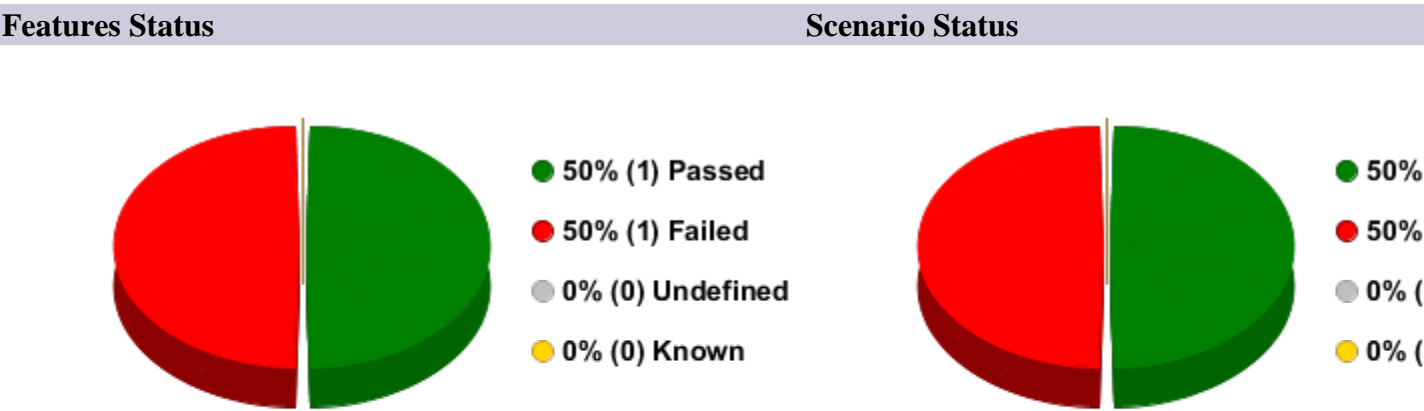 Features Status
Scenario Status
50% (1) Passed
50% (1) Failed
0% (0) Undefined
0% (0) Known
50%
50%
0% (
0% (